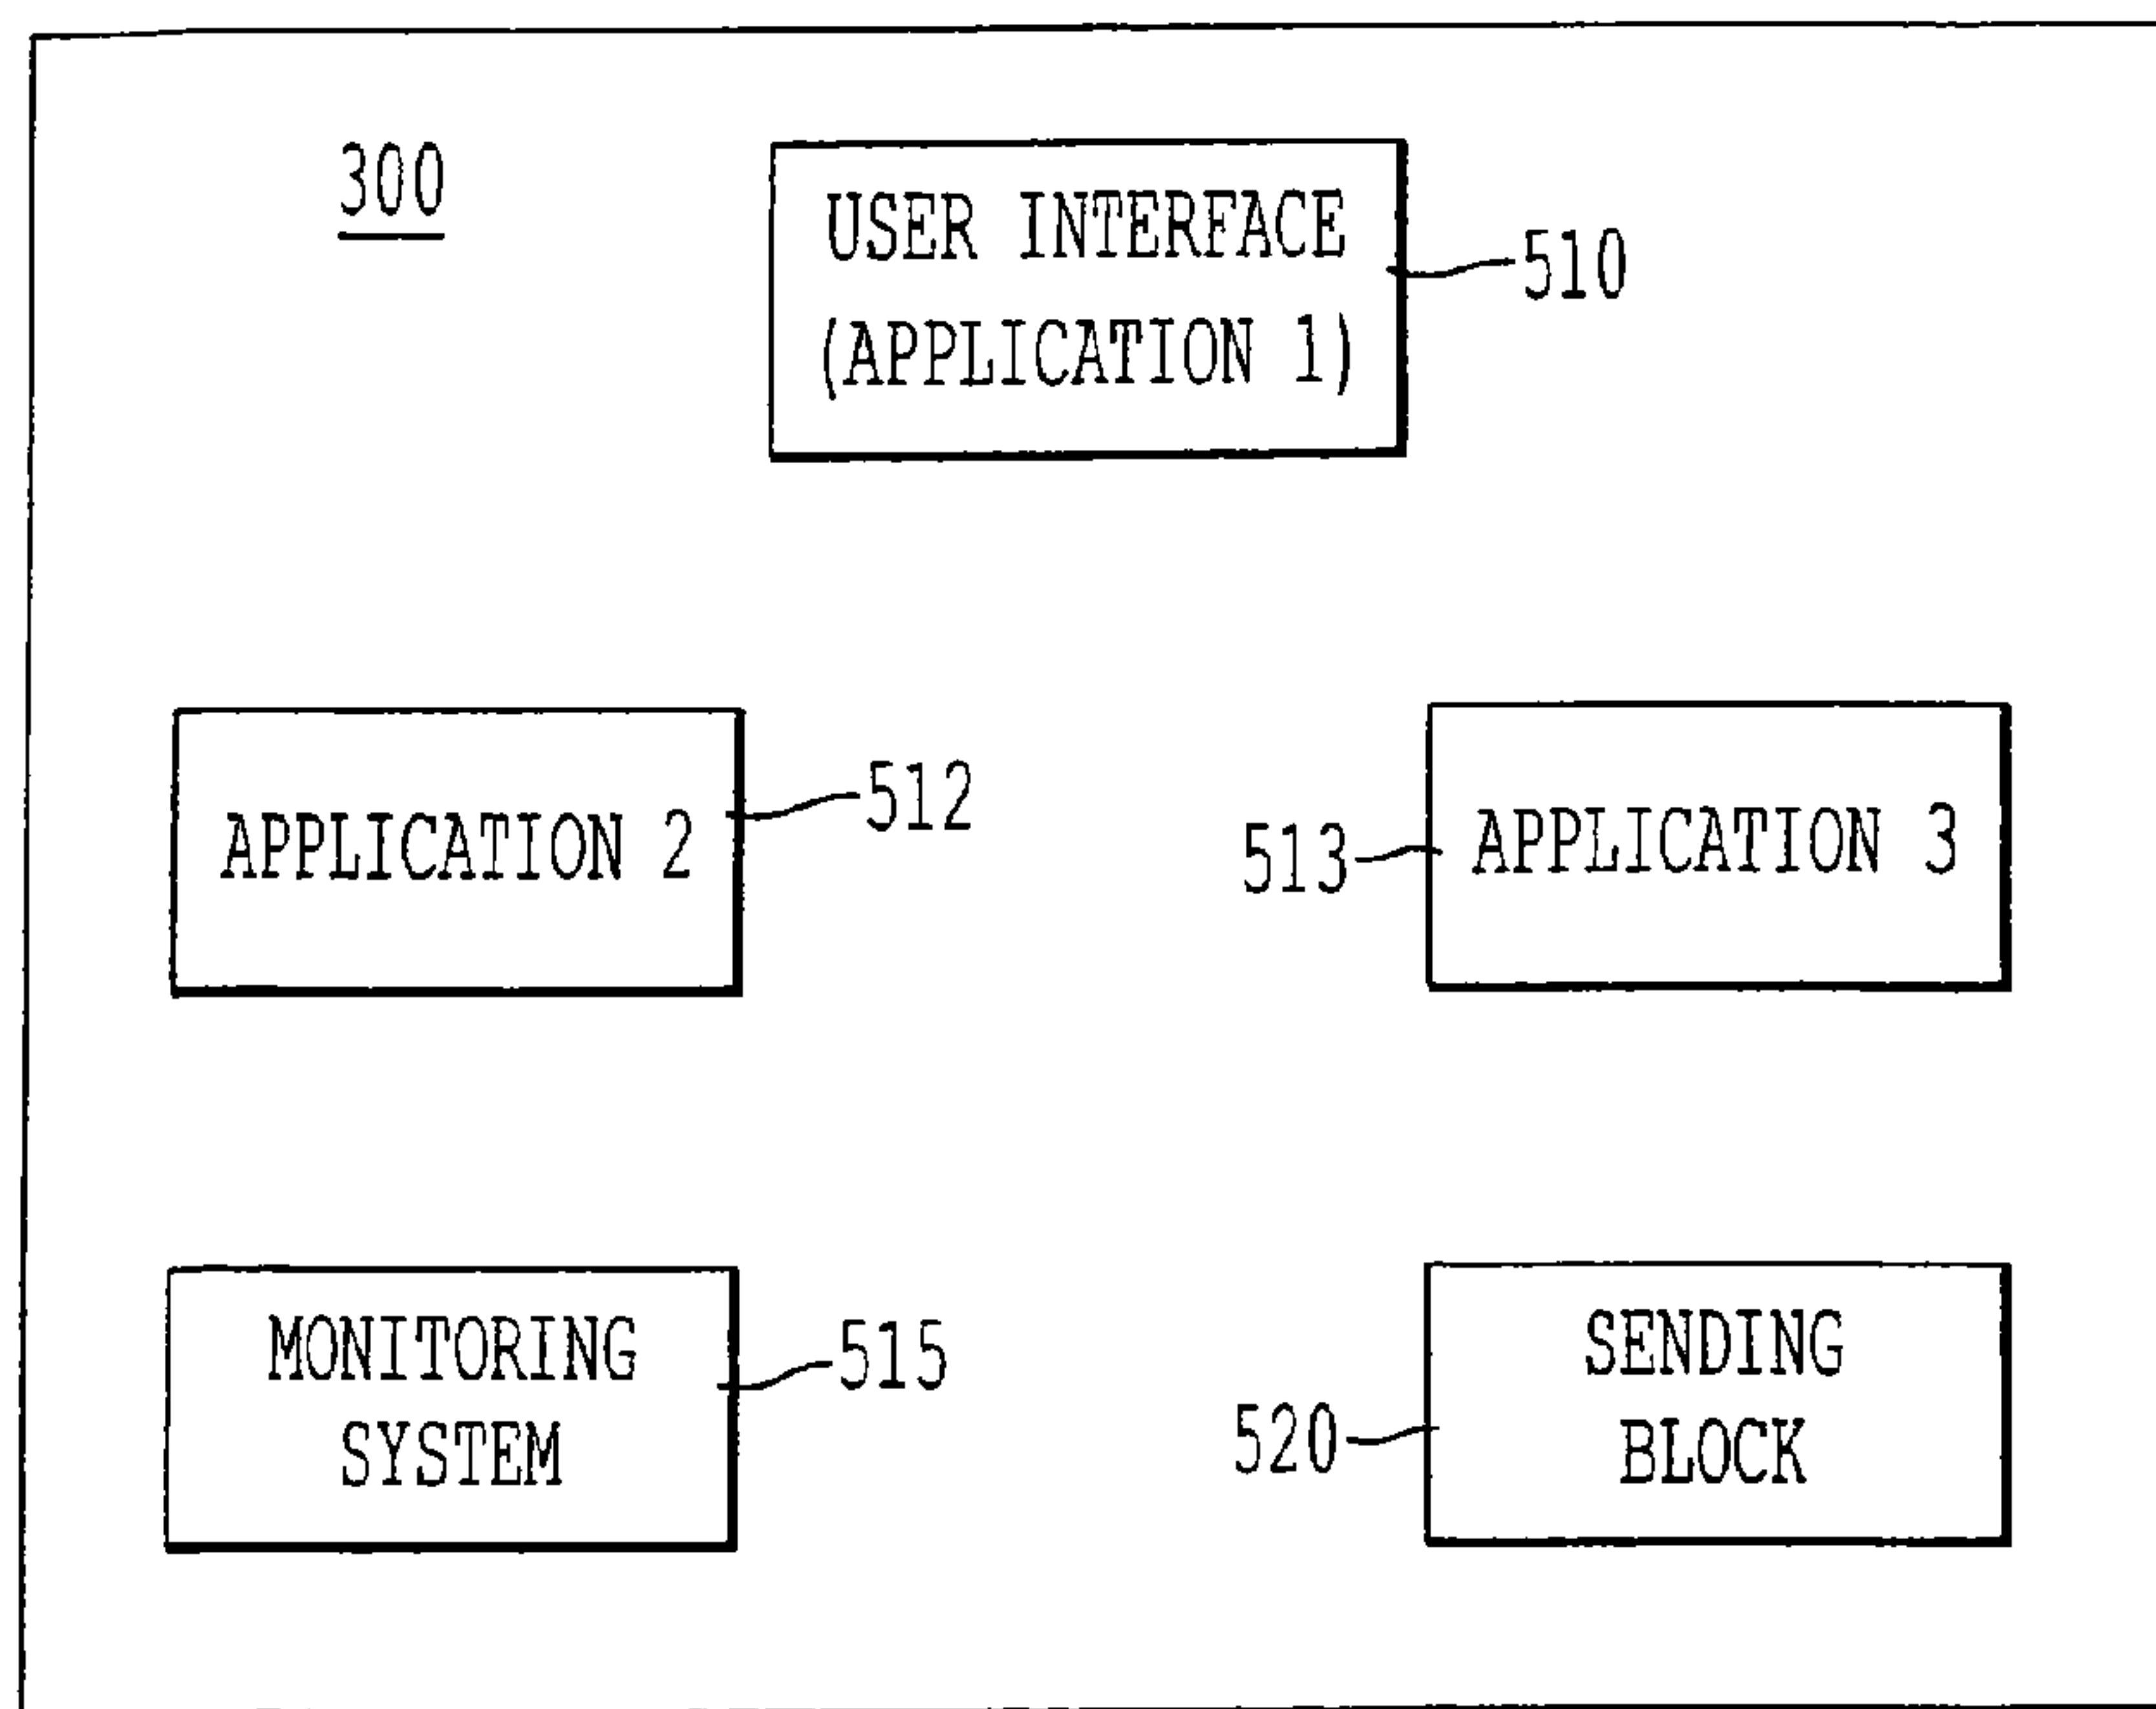 300
USER INTERFACE
(APPLICATION 1)
510
APPLICATION 2
512
513
APPLICATION 3
MONITORING
SYSTEM
515
520
SENDING
BLOCK